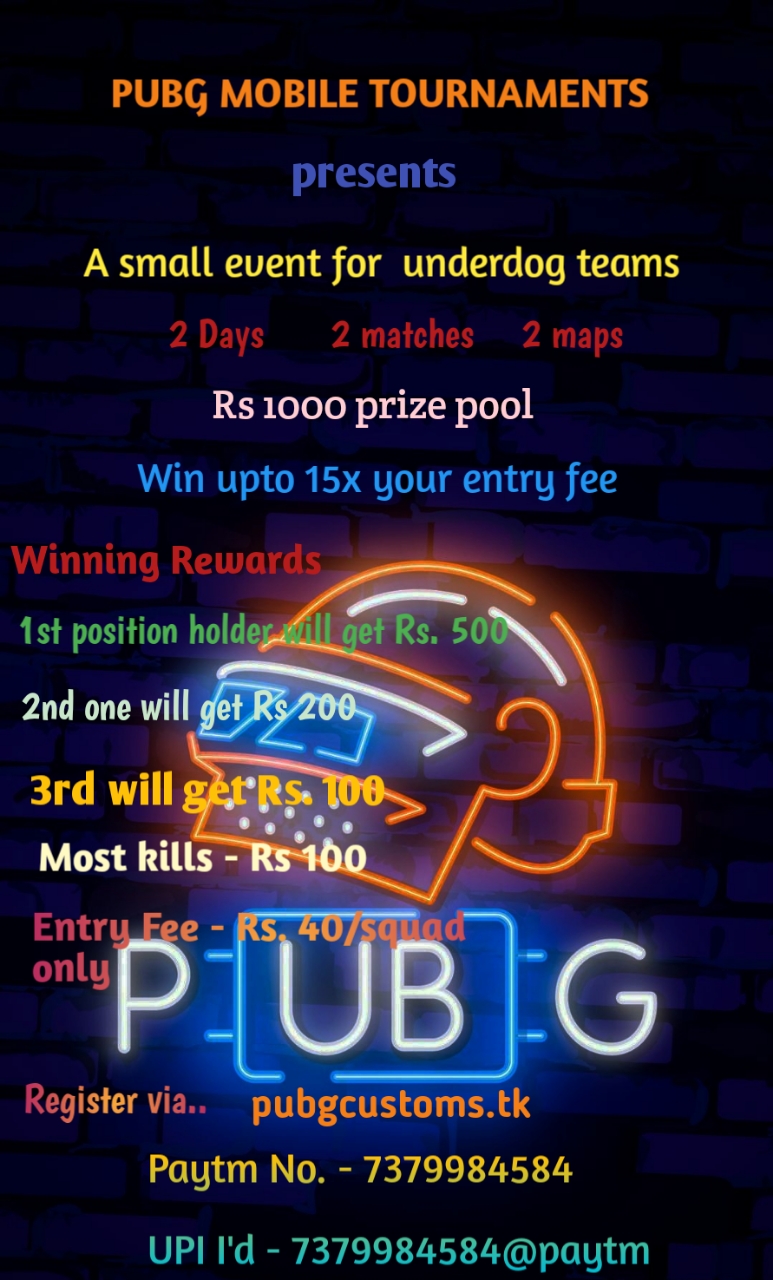 PUBG MOBILE TOURNAMENTS
presents
A small event for underdog teams
2 Days 2 matches 2 maps
Rs 1000 prize pool
Win upto 15x your entry fee
Winning Rewards
1st position holder will get Rs. 500
2nd one will get Rs 200
3rd will get Rs. 100
Most kills - Rs 100
Entry Fee - Rs. 40/squad
only
PUBG
Register via.. pubgcustoms.tk
Paytm No. - 7379984584
UPI I'd - 7379984584@paytm